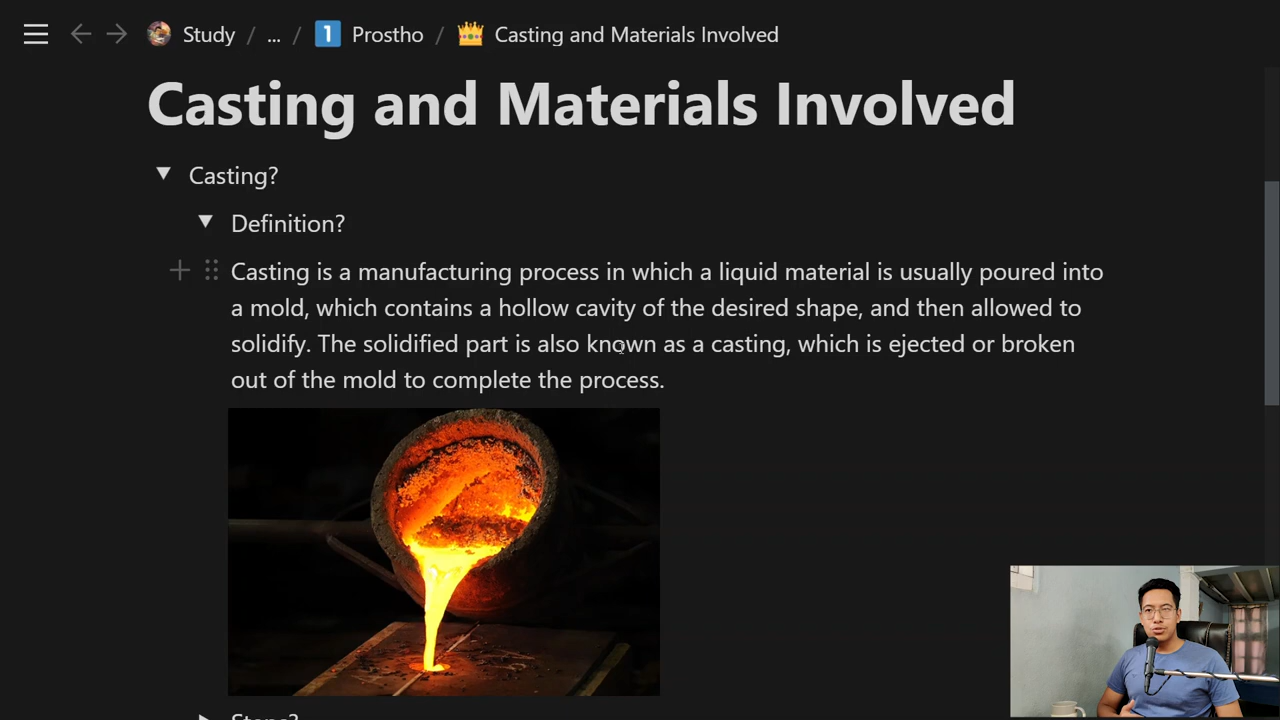 Study / ... / 1 Prostho / Casting and Materials Involved
Casting and Materials Involved
Casting?
Definition?
Casting is a manufacturing process in which a liquid material is usually poured into
a mold, which contains a hollow cavity of the desired shape, and then allowed to
solidify. The solidified part is also known as a casting, which is ejected or broken
out of the mold to complete the process.
Steps?